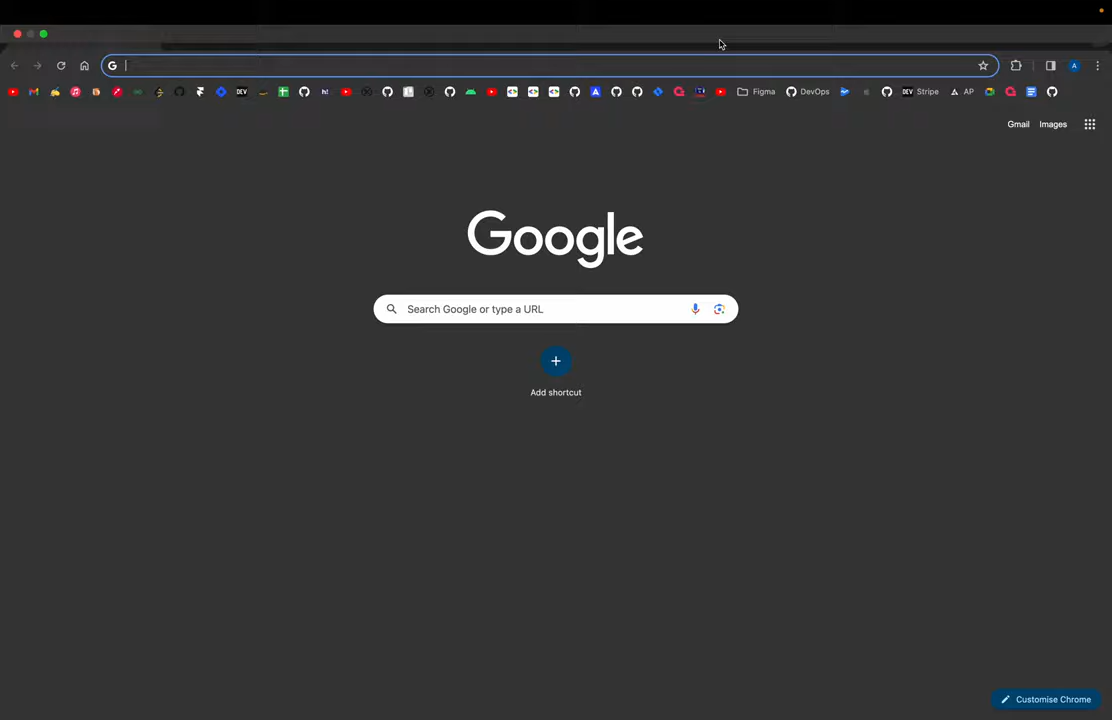 Figma
DevOps
DEV Stripe
AP
Gmail Images
Google
Search Google or type a URL
Add shortcut
Customise Chrome